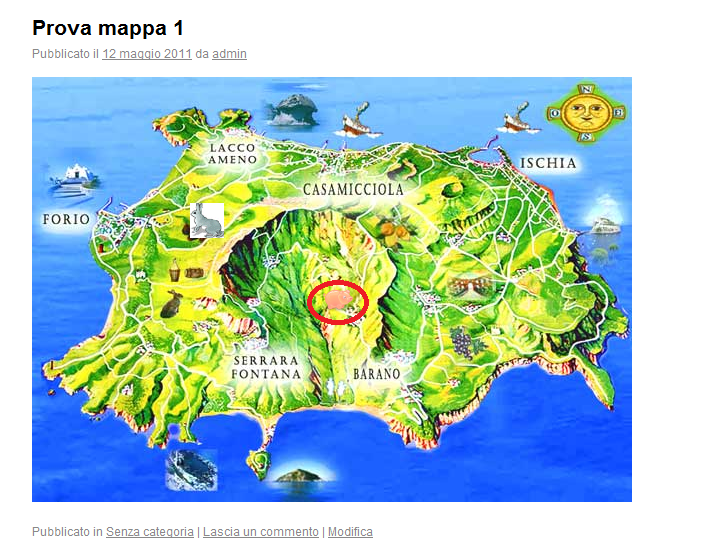 Prova mappa 1
Pubblicato il 12 maggio 2011 da admin
N
O
E
S
LACCO
AMENO
ISCHIA
CASAMICCIOLA
FORIO
SERRARA
FONTANA
BARANO
Pubblicato in Senza categoria | Lascia un commento | Modifica